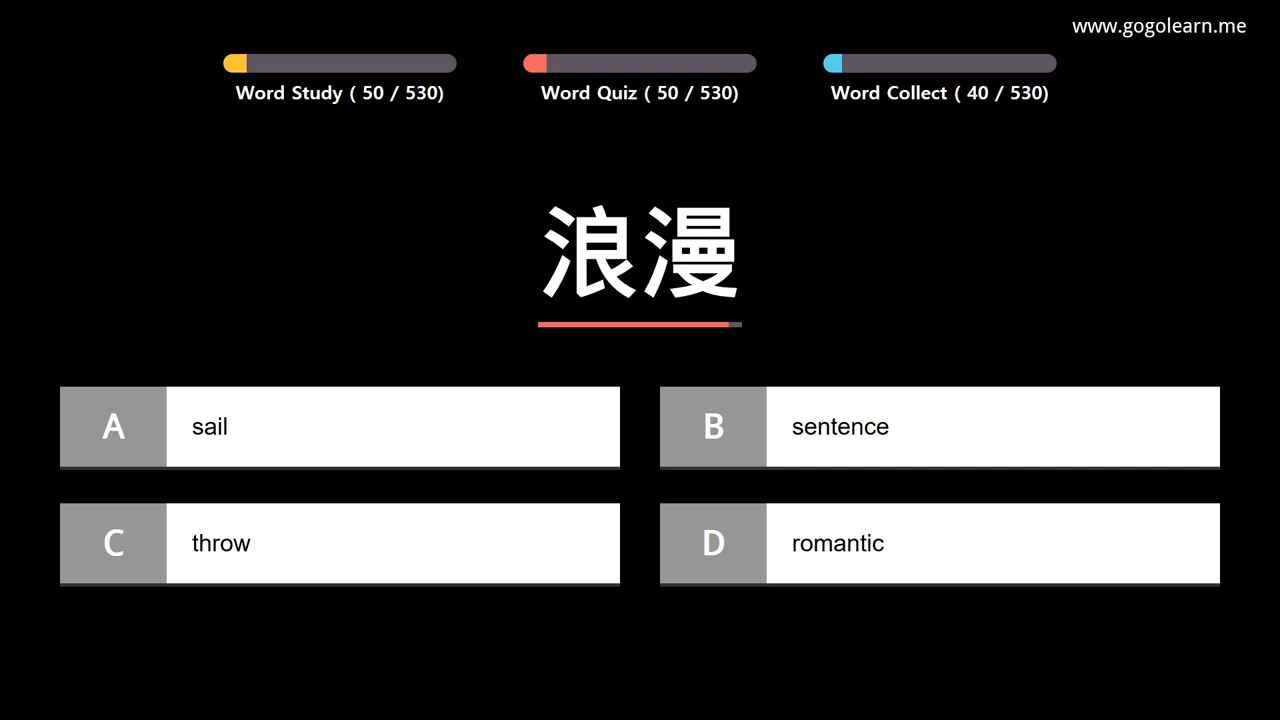 www.gogolearn.me
Word Study ( 50 / 530)
Word Quiz ( 50 / 530)
Word Collect ( 40 / 530)
浪漫
A sail
B sentence
C throw
D romantic